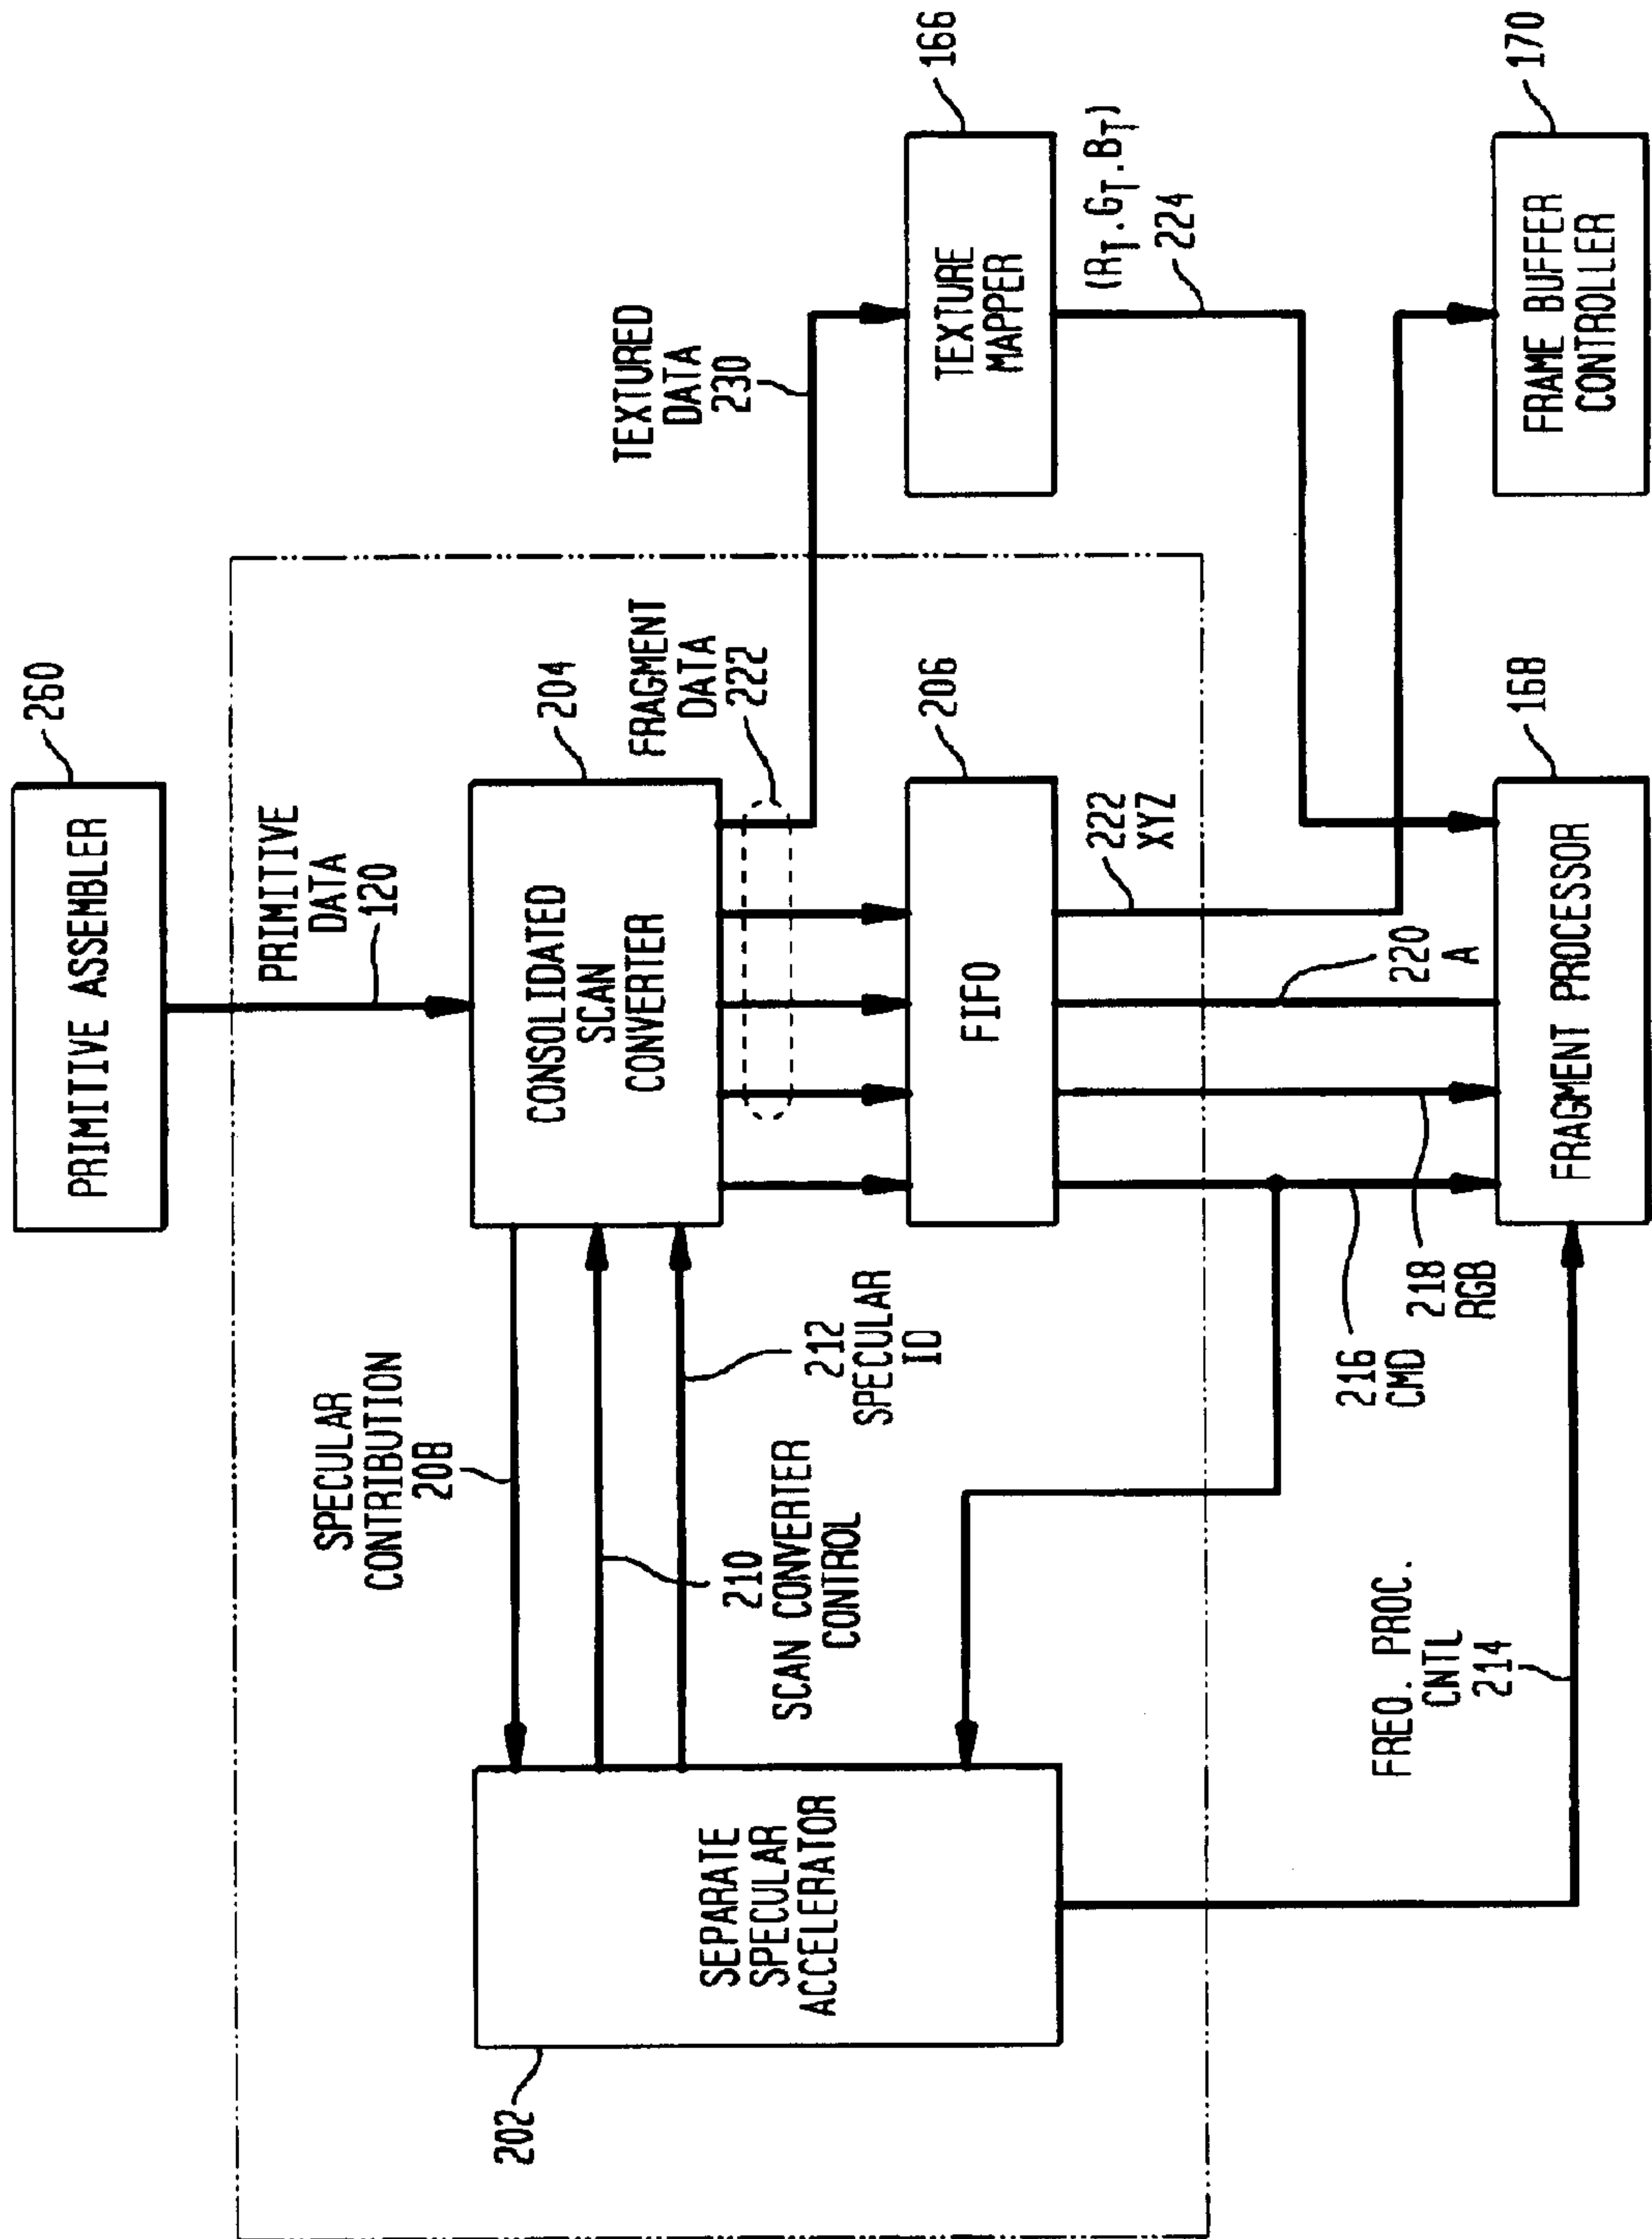 260
PRIMITIVE ASSEMBLER
PRIMITIVE
DATA
120
204
CONSOLIDATED
SCAN
CONVERTER
SPECULAR
CONTRIBUTION
208
210
SCAN CONVERTER
CONTROL
212
SPECULAR
ID
SEPARATE
SPECULAR
ACCELERATOR
202
FRAGMENT
DATA
222
TEXTURED
DATA
230
206
FIFO
166
TEXTURE
MAPPER
(RT.GT.BT)
224
222
XYZ
220
A
218
RGB
216
CMD
FREQ. PROC.
CNTL
214
168
FRAGMENT PROCESSOR
170
FRAME BUFFER
CONTROLLER